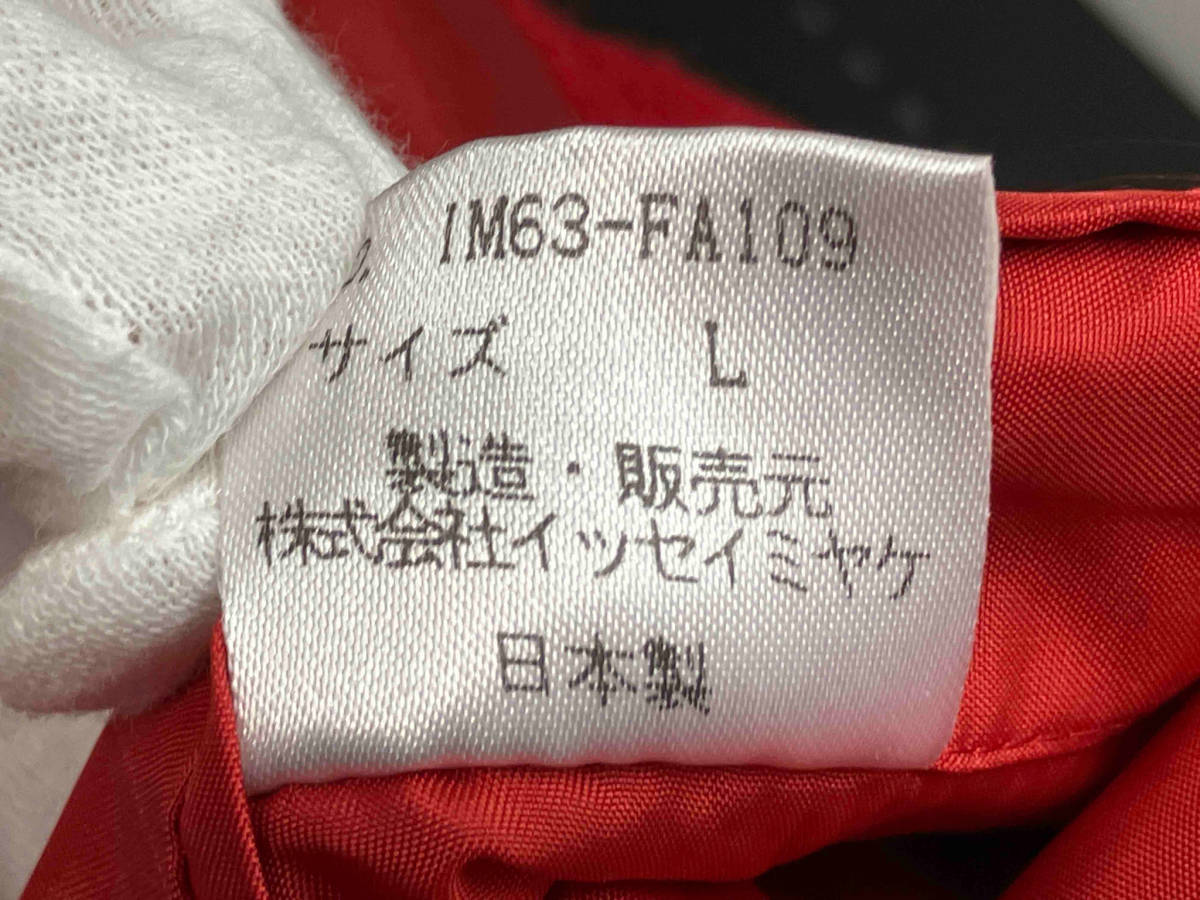 IM63-FA109
サイズ L
製造・販売元
株式会社イッセイミヤケ
日本製